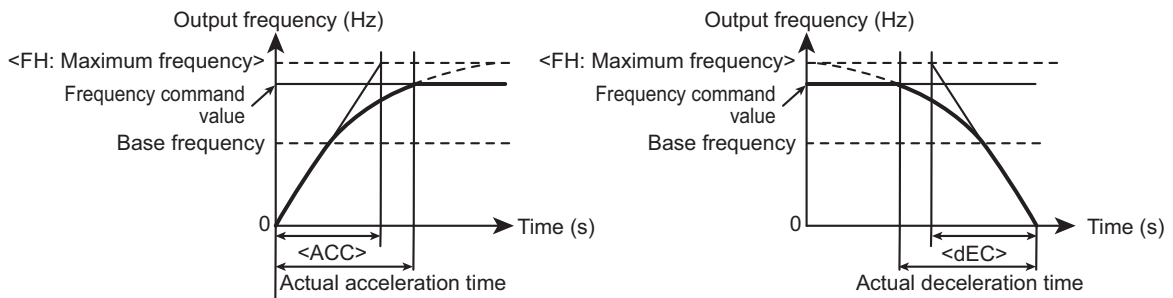 Output frequency (Hz)
<FH: Maximum frequency>
Frequency command
value
Base frequency
0
Time (s)
<ACC>
Actual acceleration time
Output frequency (Hz)
<FH: Maximum frequency>
Frequency command
value
Base frequency
0
Time (s)
<dEC>
Actual deceleration time